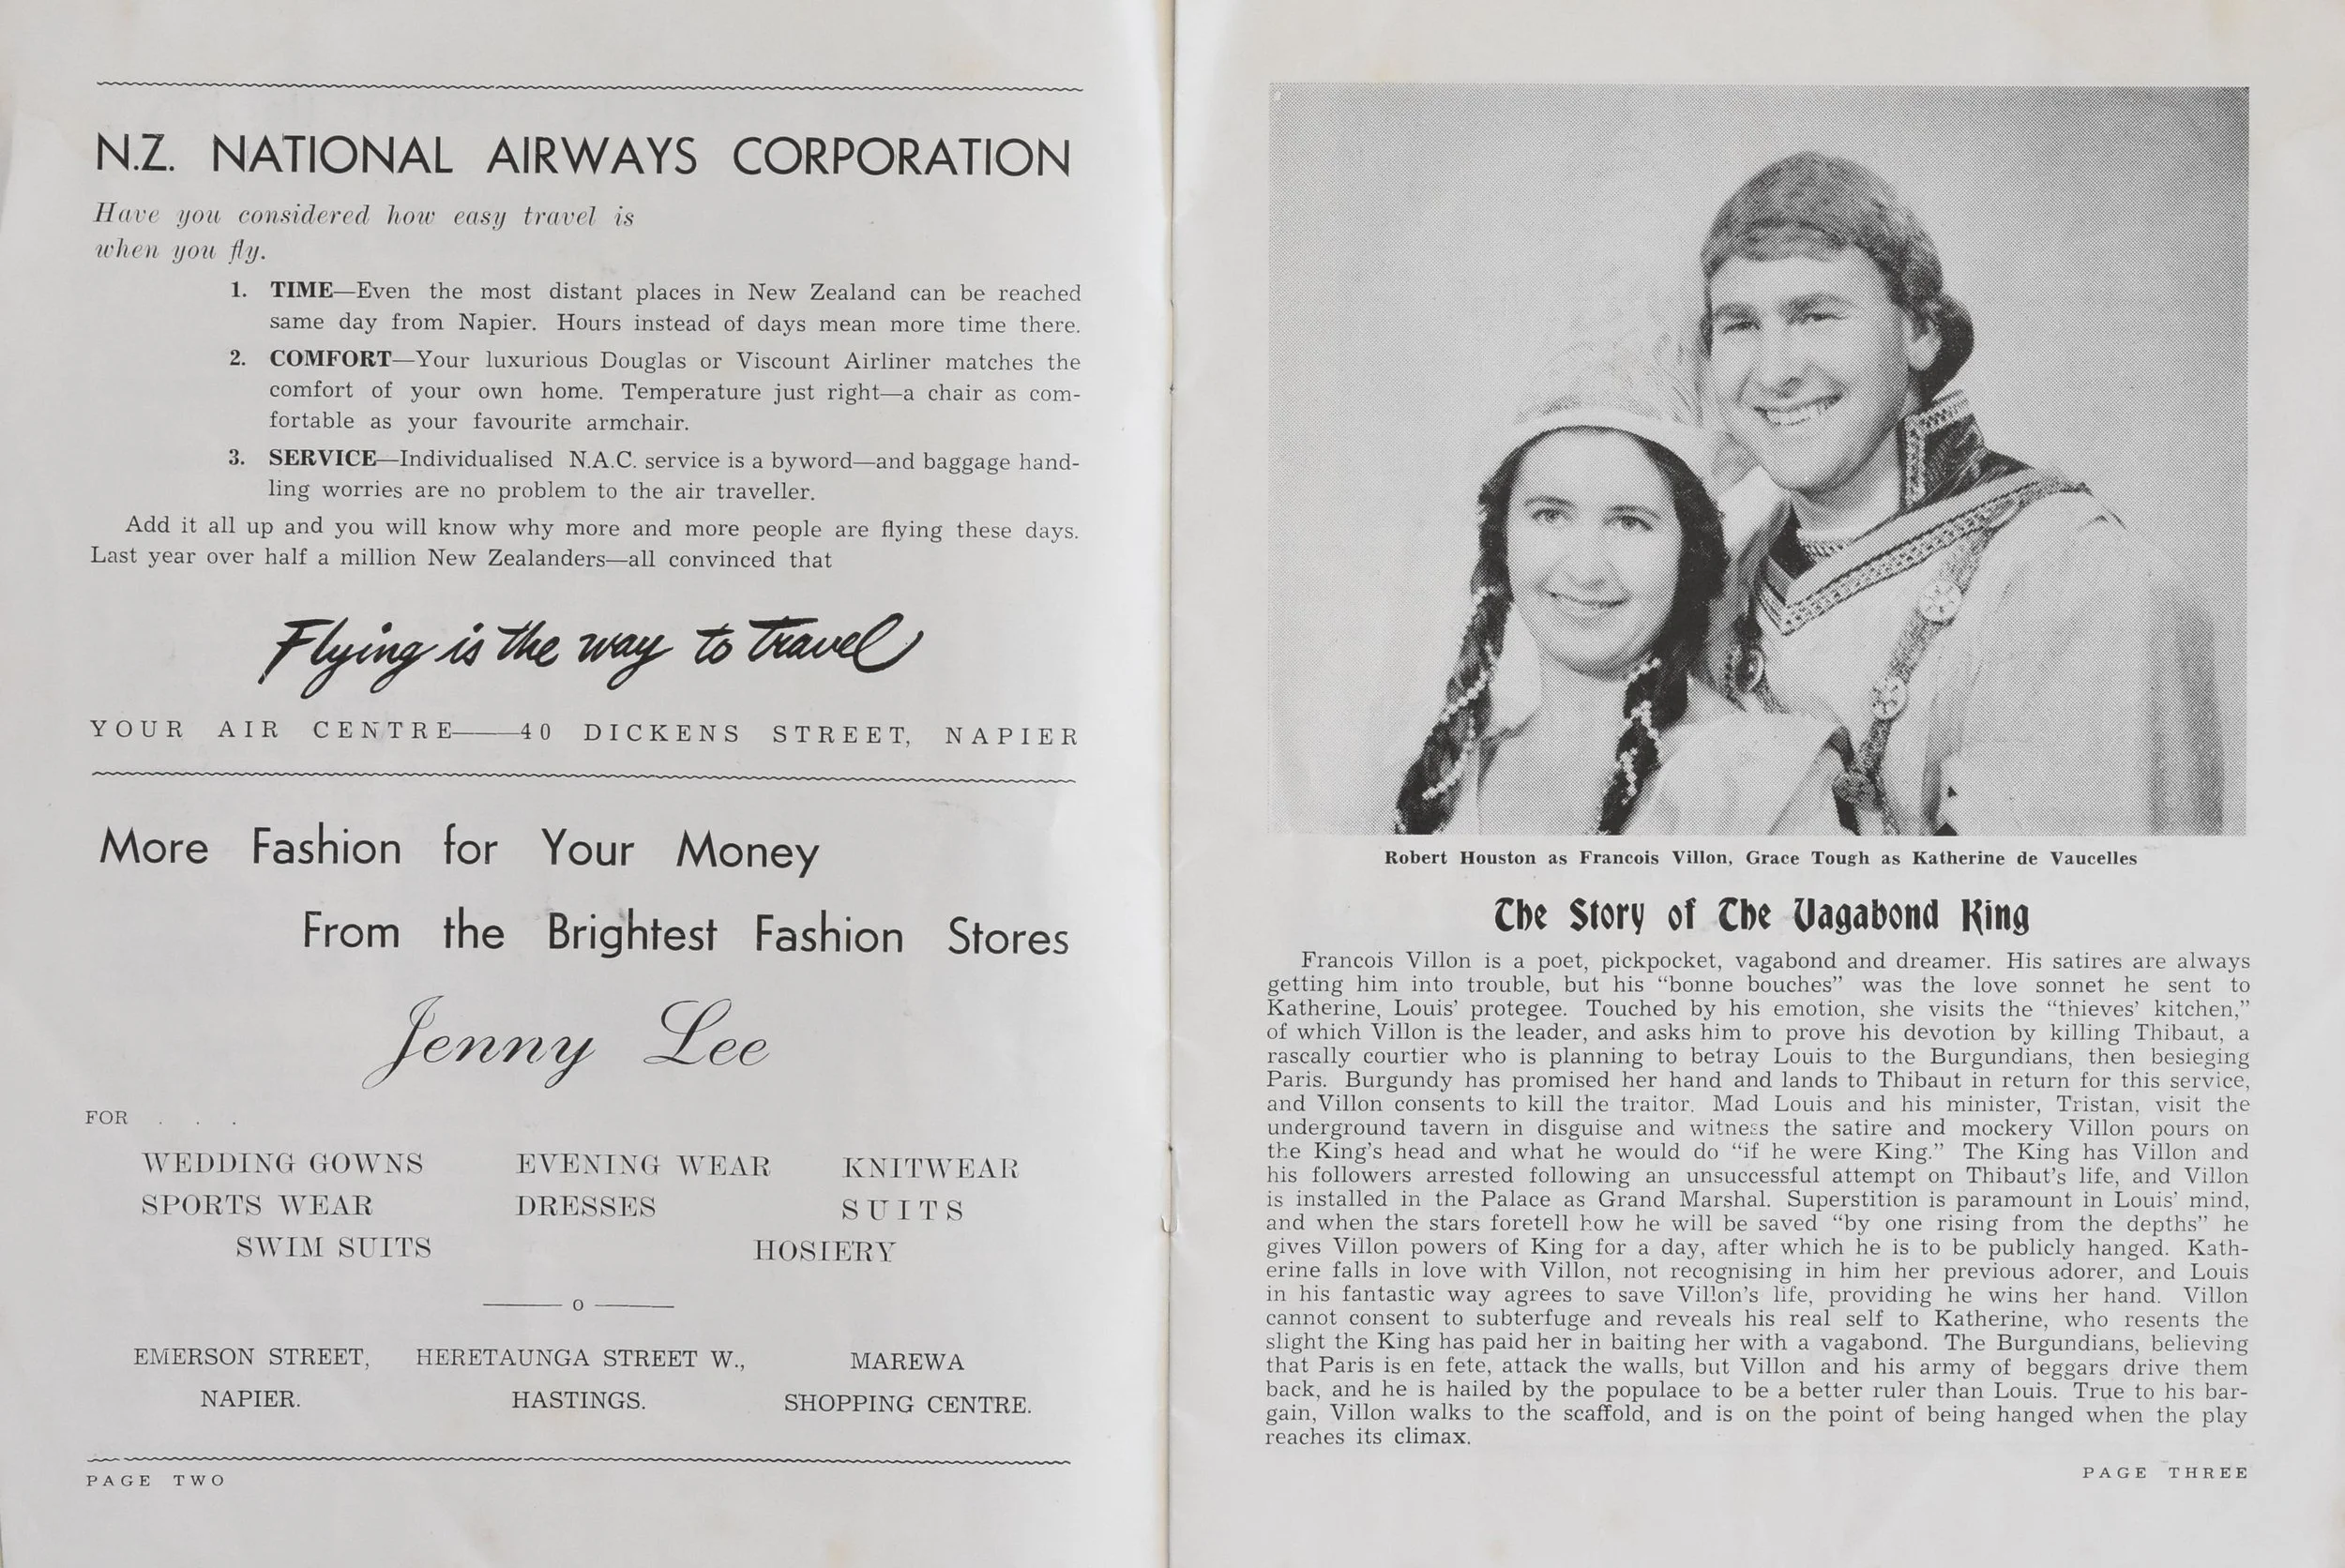 N.Z. NATIONAL AIRWAYS CORPORATION
Have you considered how easy travel is
when you fly.
1. TIME—Even the most distant places in New Zealand can be reached
same day from Napier. Hours instead of days mean more time there.
2. COMFORT—Your luxurious Douglas or Viscount Airliner matches the
comfort of your own home. Temperature just right—a chair as com-
fortable as your favourite armchair.
3. SERVICE—Individualised N.A.C. service is a byword—and baggage hand-
ling worries are no problem to the air traveller.
Add it all up and you will know why more and more people are flying these days.
Last year over half a million New Zealanders—all convinced that
Flying is the way to travel
YOUR AIR CENTRE——40 DICKENS STREET, NAPIER
More Fashion for Your Money
From the Brightest Fashion Stores
Jenny Lee
FOR . . .
WEDDING GOWNS EVENING WEAR KNITWEAR
SPORTS WEAR DRESSES SUITS
SWIM SUITS HOSIERY
——— o ———
EMERSON STREET, HERETAUNGA STREET W., MAREWA
NAPIER. HASTINGS. SHOPPING CENTRE.
PAGE TWO
Robert Houston as Francois Villon, Grace Tough as Katherine de Vaucelles
The Story of The Vagabond King
Francois Villon is a poet, pickpocket, vagabond and dreamer. His satires are always
getting him into trouble, but his "bonne bouches" was the love sonnet he sent to
Katherine, Louis' protegee. Touched by his emotion, she visits the "thieves' kitchen,"
of which Villon is the leader, and asks him to prove his devotion by killing Thibaut, a
rascally courtier who is planning to betray Louis to the Burgundians, then besieging
Paris. Burgundy has promised her hand and lands to Thibaut in return for this service,
and Villon consents to kill the traitor. Mad Louis and his minister, Tristan, visit the
underground tavern in disguise and witness the satire and mockery Villon pours on
the King's head and what he would do "if he were King." The King has Villon and
his followers arrested following an unsuccessful attempt on Thibaut's life, and Villon
is installed in the Palace as Grand Marshal. Superstition is paramount in Louis' mind,
and when the stars foretell how he will be saved "by one rising from the depths" he
gives Villon powers of King for a day, after which he is to be publicly hanged. Kath-
erine falls in love with Villon, not recognising in him her previous adorer, and Louis
in his fantastic way agrees to save Villon's life, providing he wins her hand. Villon
cannot consent to subterfuge and reveals his real self to Katherine, who resents the
slight the King has paid her in baiting her with a vagabond. The Burgundians, believing
that Paris is en fete, attack the walls, but Villon and his army of beggars drive them
back, and he is hailed by the populace to be a better ruler than Louis. True to his bar-
gain, Villon walks to the scaffold, and is on the point of being hanged when the play
reaches its climax.
PAGE THREE